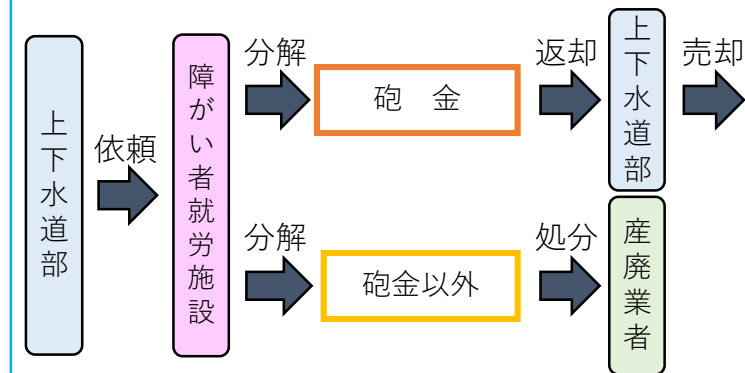 上下水道部
依頼
障がい者就労施設
分解
砲　金
返却
上下水道部
売却
分解
砲金以外
処分
産廃業者